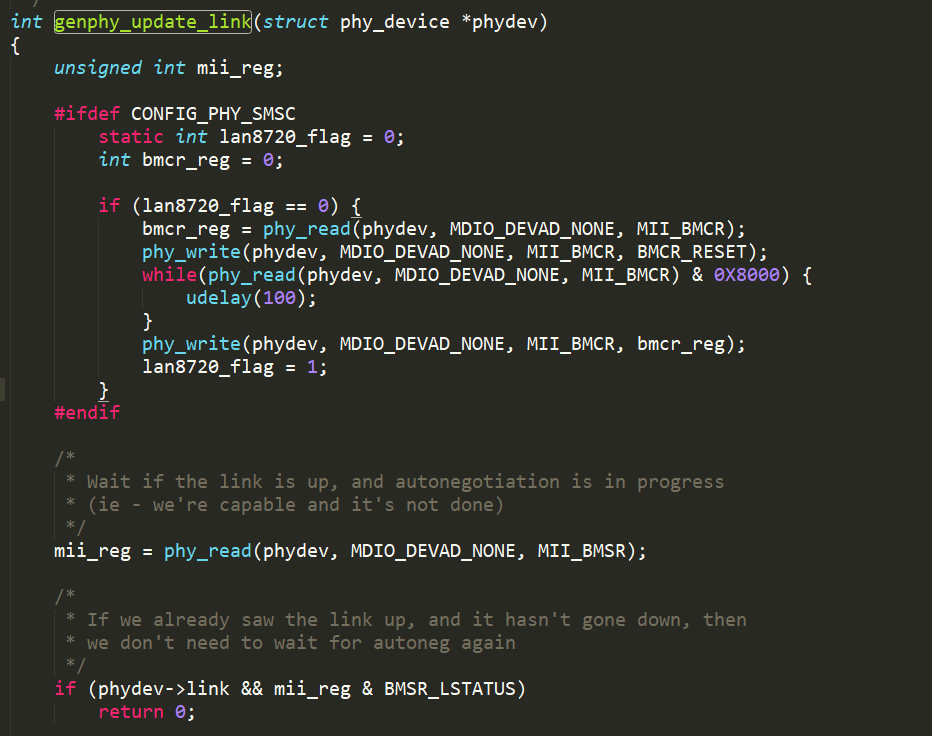 int genphy_update_link(struct phy_device *phydev)
{
unsigned int mii_reg;
#ifdef CONFIG_PHY_SMSC
static int lan8720_flag = 0;
int bmcr_reg = 0;
if (lan8720_flag == 0) {
bmcr_reg = phy_read(phydev, MDIO_DEVAD_NONE, MII_BMCR);
phy_write(phydev, MDIO_DEVAD_NONE, MII_BMCR, BMCR_RESET);
while(phy_read(phydev, MDIO_DEVAD_NONE, MII_BMCR) & 0X8000) {
udelay(100);
}
phy_write(phydev, MDIO_DEVAD_NONE, MII_BMCR, bmcr_reg);
lan8720_flag = 1;
}
#endif
/*
* Wait if the link is up, and autonegotiation is in progress
* (ie - we're capable and it's not done)
*/
mii_reg = phy_read(phydev, MDIO_DEVAD_NONE, MII_BMSR);
/*
* If we already saw the link up, and it hasn't gone down, then
* we don't need to wait for autoneg again
*/
if (phydev->link && mii_reg & BMSR_LSTATUS)
return 0;